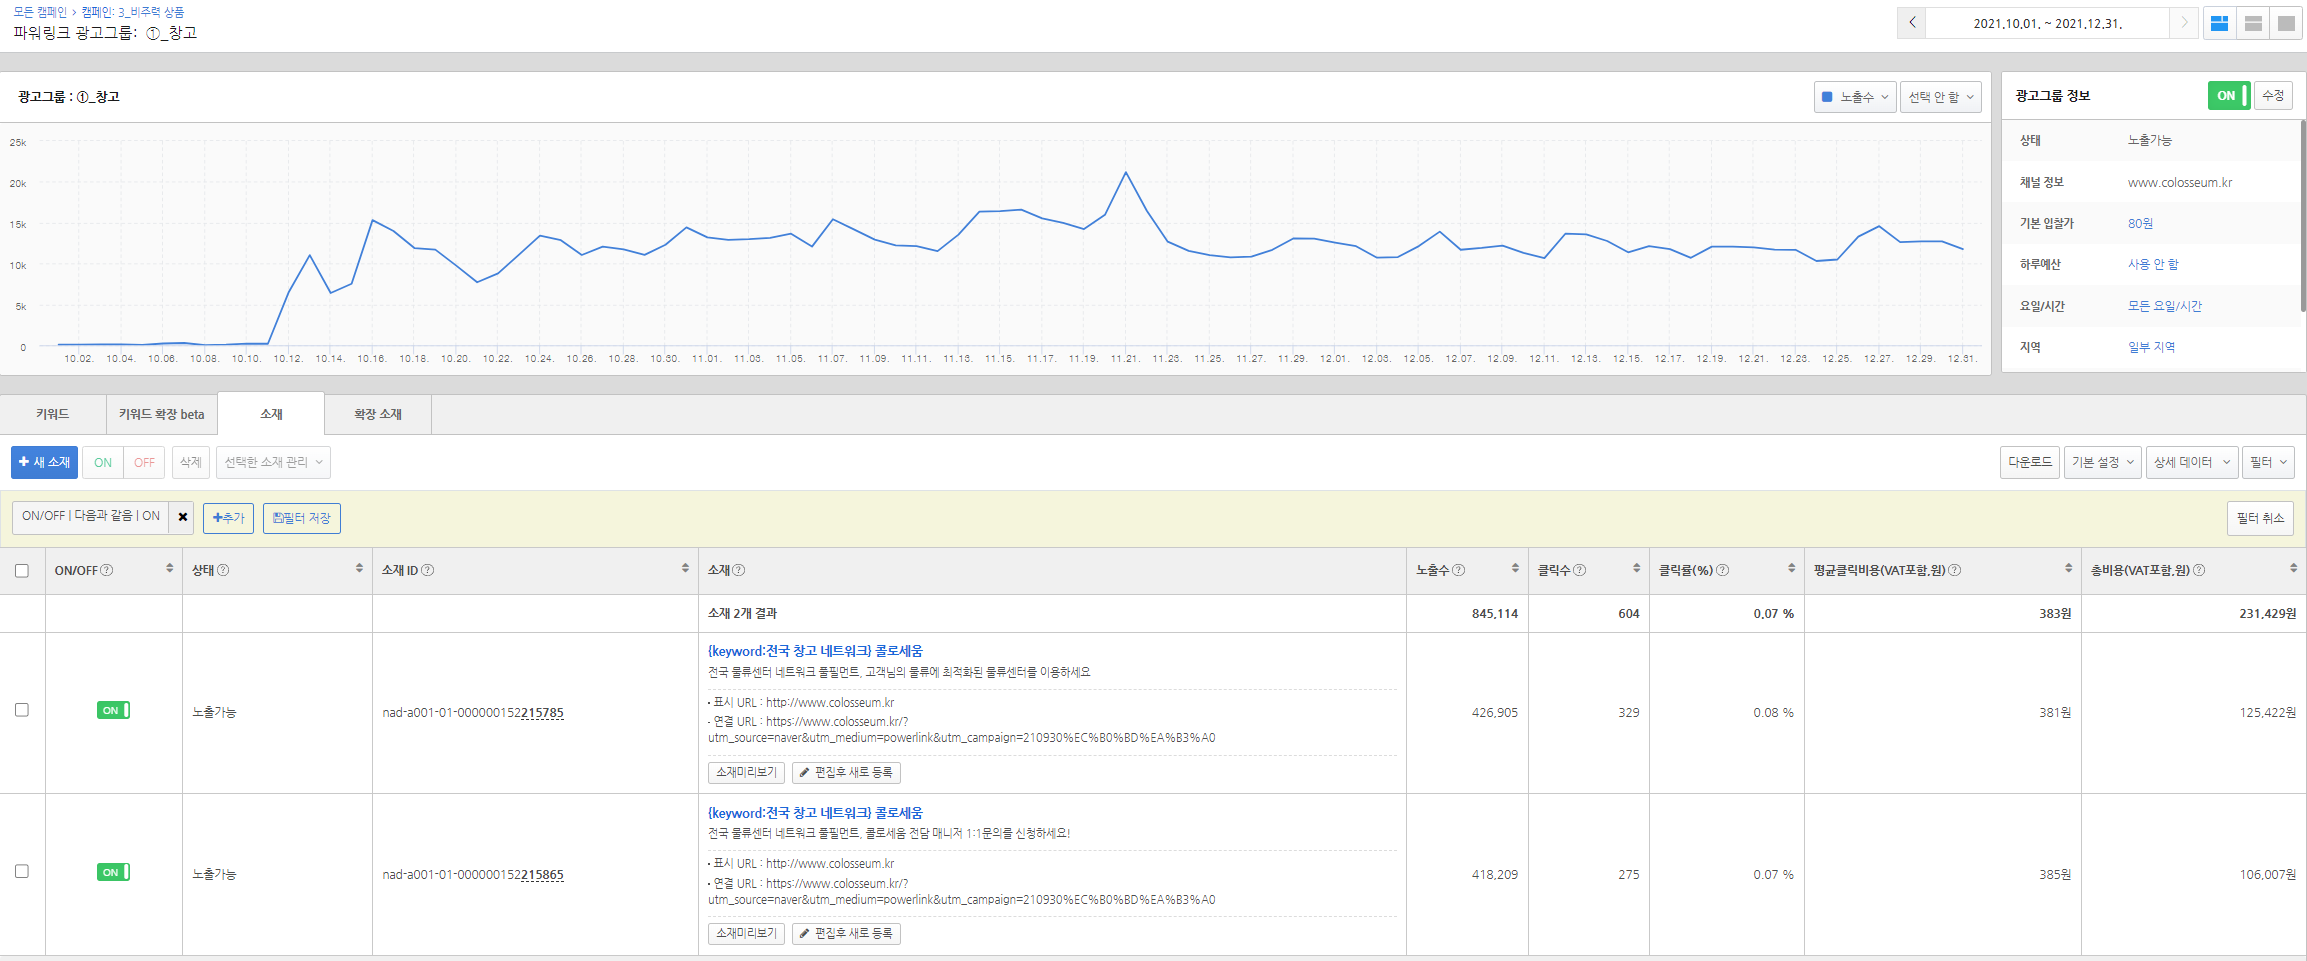 모든 캠페인 > 캠페인: 3_비주력 상품
파워링크 광고그룹: ①_창고
2021.10.01. ~ 2021.12.31.
광고그룹 : ①_창고
노출수
선택 안 함
25k
20k
15k
10k
5k
0
10.02. 10.04. 10.06. 10.08. 10.10. 10.12. 10.14. 10.16. 10.18. 10.20. 10.22. 10.24. 10.26. 10.28. 10.30. 11.01. 11.03. 11.05. 11.07. 11.09. 11.11. 11.13. 11.15. 11.17. 11.19. 11.21. 11.23. 11.25. 11.27. 11.29. 12.01. 12.03. 12.05. 12.07. 12.09. 12.11. 12.13. 12.15. 12.17. 12.19. 12.21. 12.23. 12.25. 12.27. 12.29. 12.31.
광고그룹 정보 ON 수정
상태 노출가능
채널 정보 www.colosseum.kr
기본 입찰가 80원
하루예산 사용 안 함
요일/시간 모든 요일/시간
지역 일부 지역
키워드 키워드 확장 beta 소재 확장 소재
+ 새 소재 ON OFF 삭제 선택한 소재 관리
다운로드 기본 설정 상세 데이터 필터
ON/OFF | 다음과 같음 | ON ✖ +추가 필터 저장 필터 취소
ON/OFF ? 상태 ? 소재 ID ? 소재 ? 노출수 ? 클릭수 ? 클릭률(%) ? 평균클릭비용(VAT포함,원) ? 총비용(VAT포함,원) ?
소재 2개 결과 845,114 604 0.07 % 383원 231,429원
{keyword:전국 창고 네트워크} 콜로세움
전국 물류센터 네트워크 풀필먼트, 고객님의 물류에 최적화된 물류센터를 이용하세요
• 표시 URL : http://www.colosseum.kr
• 연결 URL : https://www.colosseum.kr/?
utm_source=naver&utm_medium=powerlink&utm_campaign=210930%EC%B0%BD%EA%B3%A0
소재미리보기 편집후 새로 등록
ON 노출가능 nad-a001-01-000000152215785 426,905 329 0.08 % 381원 125,422원
{keyword:전국 창고 네트워크} 콜로세움
전국 물류센터 네트워크 풀필먼트, 콜로세움 전담 매니저 1:1문의를 신청하세요!
• 표시 URL : http://www.colosseum.kr
• 연결 URL : https://www.colosseum.kr/?
utm_source=naver&utm_medium=powerlink&utm_campaign=210930%EC%B0%BD%EA%B3%A0
소재미리보기 편집후 새로 등록
ON 노출가능 nad-a001-01-000000152215865 418,209 275 0.07 % 385원 106,007원